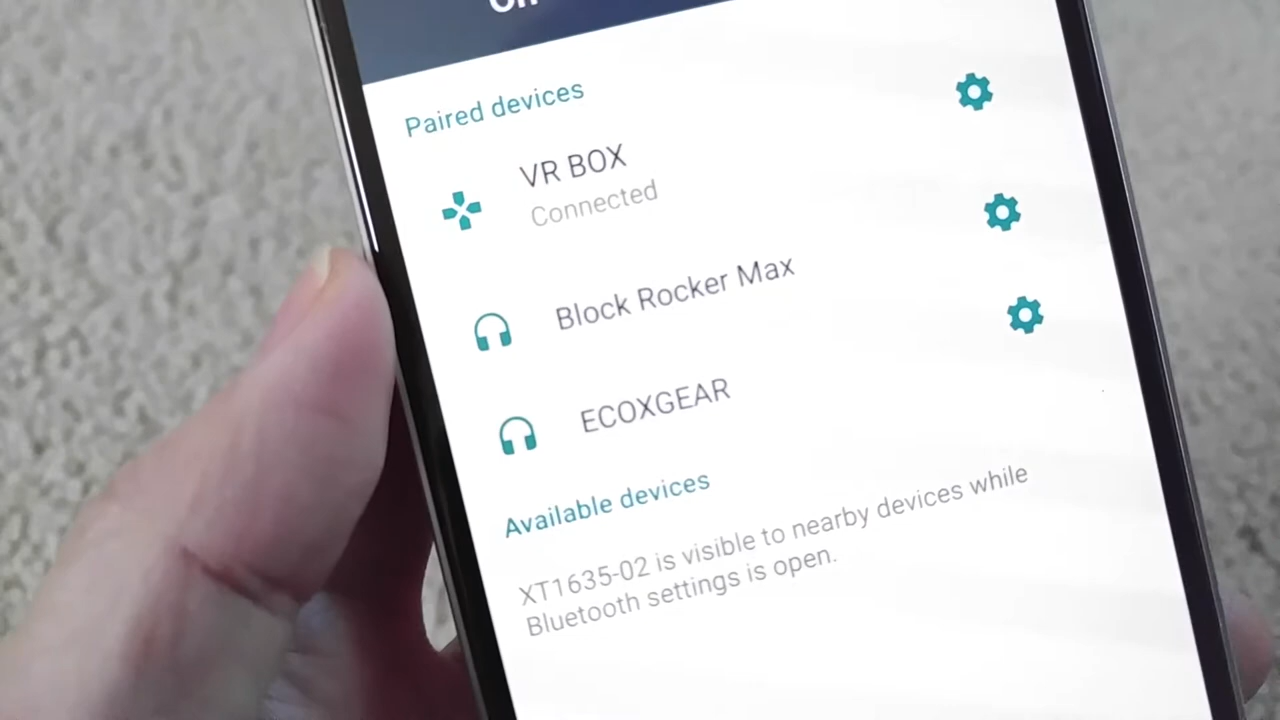 On
Paired devices
VR BOX
Connected
Block Rocker Max
ECOXGEAR
Available devices
XT1635-02 is visible to nearby devices while
Bluetooth settings is open.